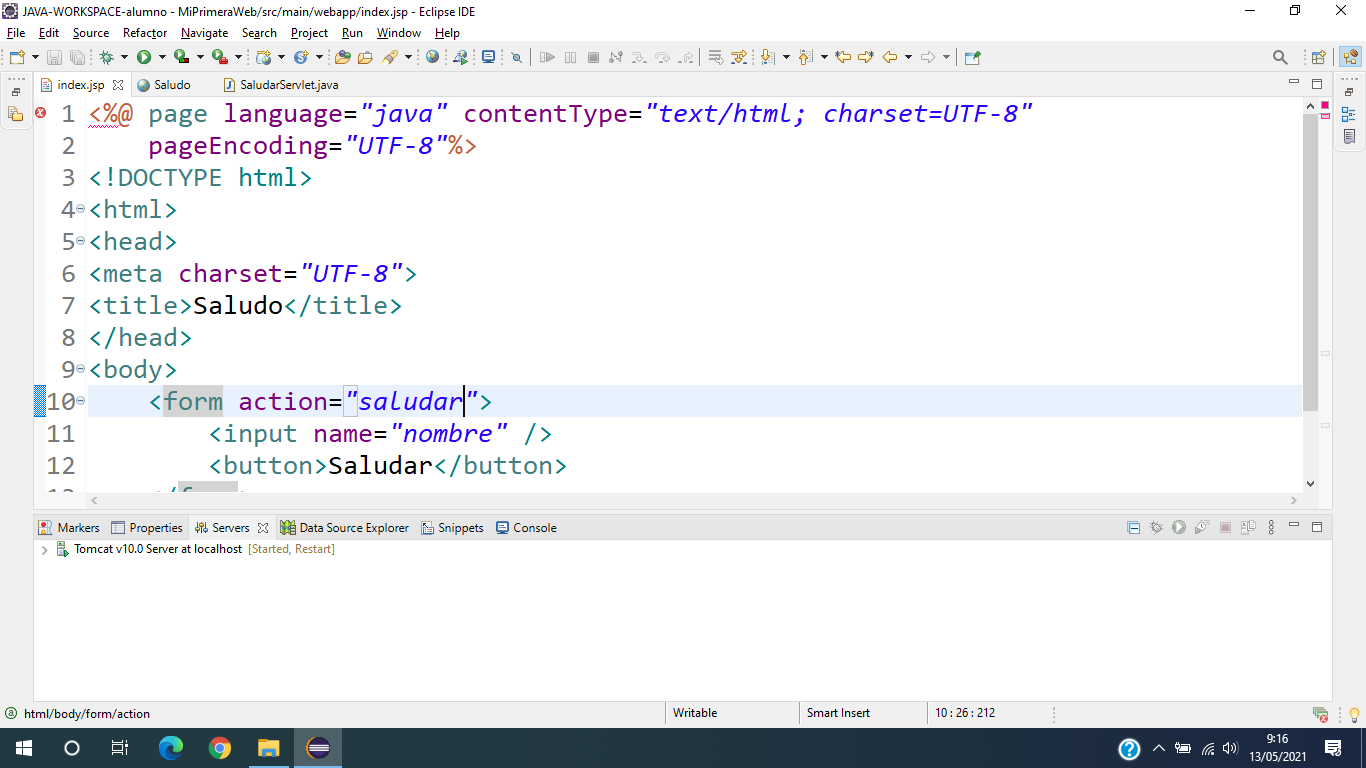 JAVA-WORKSPACE-alumno - MiPrimeraWeb/src/main/webapp/index.jsp - Eclipse IDE
File Edit Source Refactor Navigate Search Project Run Window Help
index.jsp Saludo SaludarServlet.java
1 <%@ page language="java" contentType="text/html; charset=UTF-8"
2 pageEncoding="UTF-8"%>
3 <!DOCTYPE html>
4 <html>
5 <head>
6 <meta charset="UTF-8">
7 <title>Saludo</title>
8 </head>
9 <body>
10 <form action="saludar">
11 <input name="nombre" />
12 <button>Saludar</button>
Markers Properties Servers Data Source Explorer Snippets Console
Tomcat v10.0 Server at localhost [Started, Restart]
html/body/form/action Writable Smart Insert 10 : 26 : 212
9:16
13/05/2021